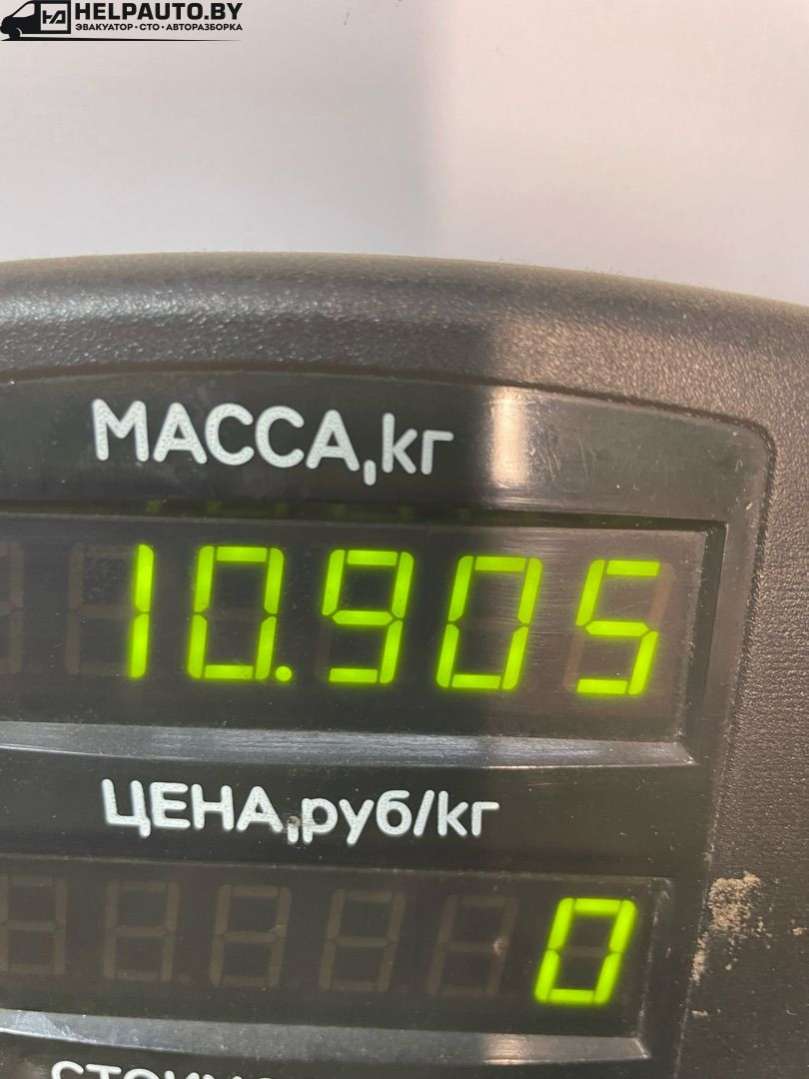 HELPAUTO.BY
ЭВАКУАТОР · СТО · АВТОРАЗБОРКА
МАССА,кг
10.905
ЦЕНА,руб/кг
0